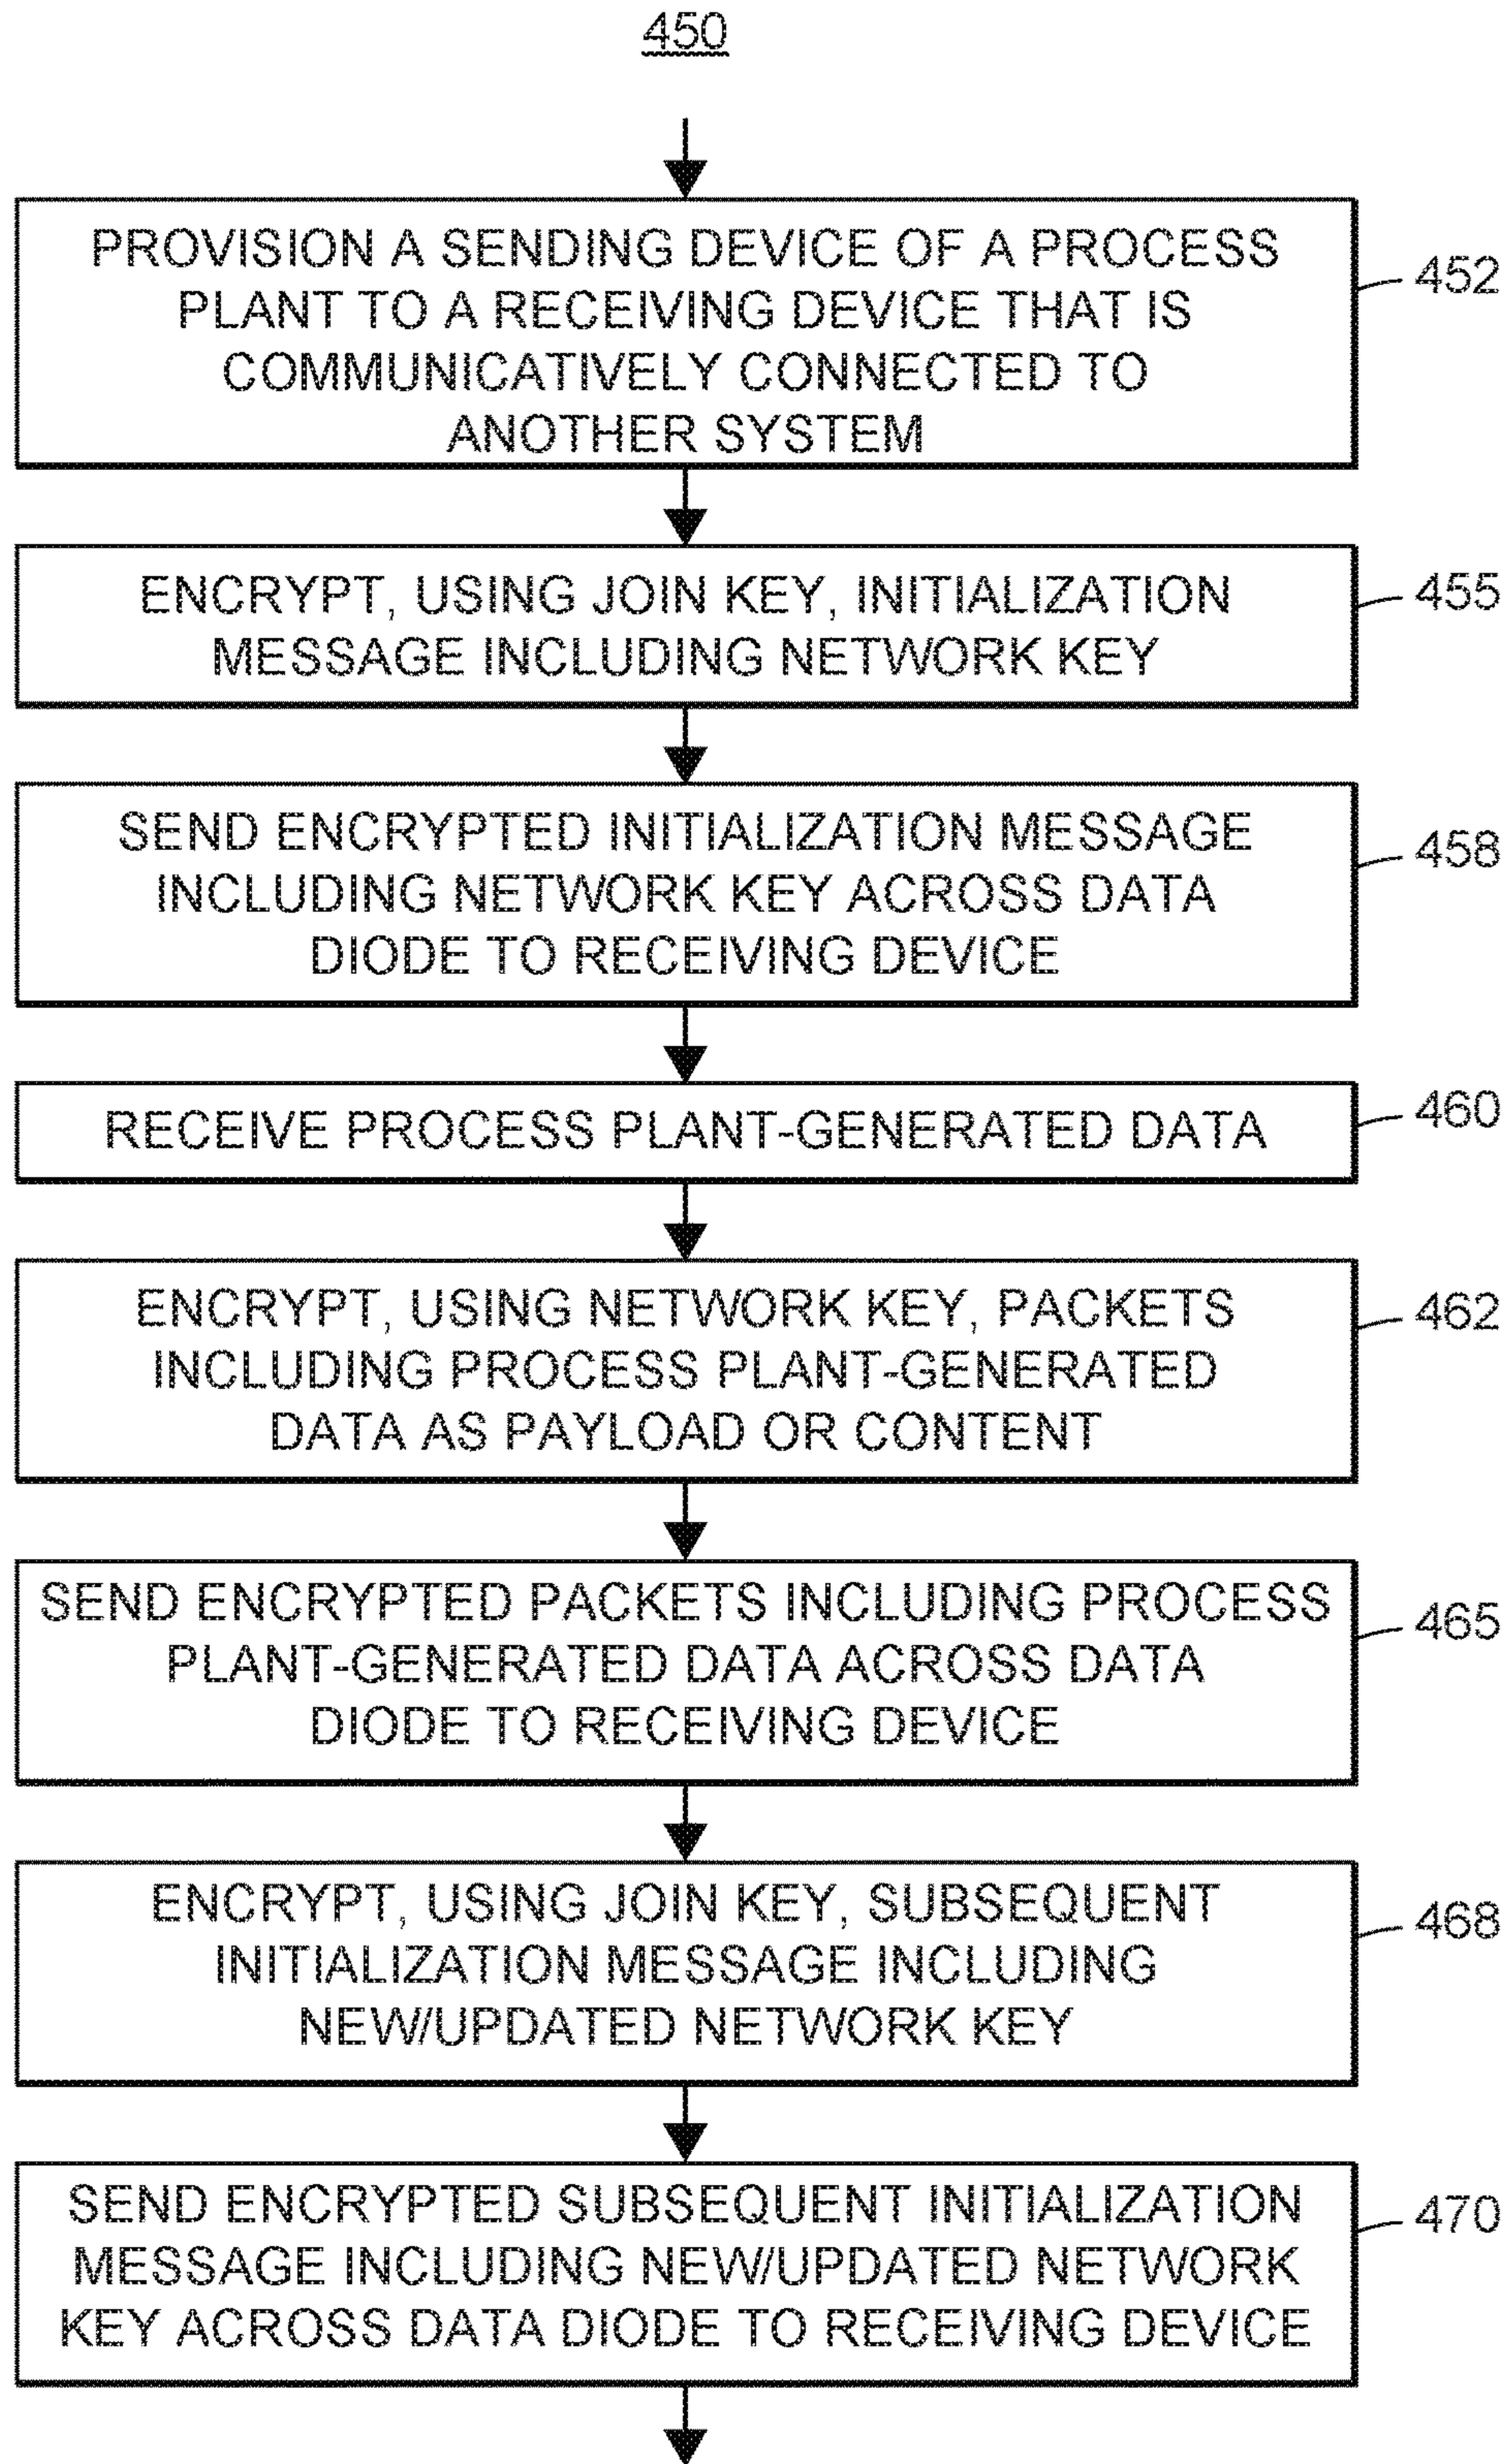 450
PROVISION A SENDING DEVICE OF A PROCESS
PLANT TO A RECEIVING DEVICE THAT IS
COMMUNICATIVELY CONNECTED TO
ANOTHER SYSTEM
452
ENCRYPT, USING JOIN KEY, INITIALIZATION
MESSAGE INCLUDING NETWORK KEY
455
SEND ENCRYPTED INITIALIZATION MESSAGE
INCLUDING NETWORK KEY ACROSS DATA
DIODE TO RECEIVING DEVICE
458
RECEIVE PROCESS PLANT-GENERATED DATA
460
ENCRYPT, USING NETWORK KEY, PACKETS
INCLUDING PROCESS PLANT-GENERATED
DATA AS PAYLOAD OR CONTENT
462
SEND ENCRYPTED PACKETS INCLUDING PROCESS
PLANT-GENERATED DATA ACROSS DATA
DIODE TO RECEIVING DEVICE
465
ENCRYPT, USING JOIN KEY, SUBSEQUENT
INITIALIZATION MESSAGE INCLUDING
NEW/UPDATED NETWORK KEY
468
SEND ENCRYPTED SUBSEQUENT INITIALIZATION
MESSAGE INCLUDING NEW/UPDATED NETWORK
KEY ACROSS DATA DIODE TO RECEIVING DEVICE
470